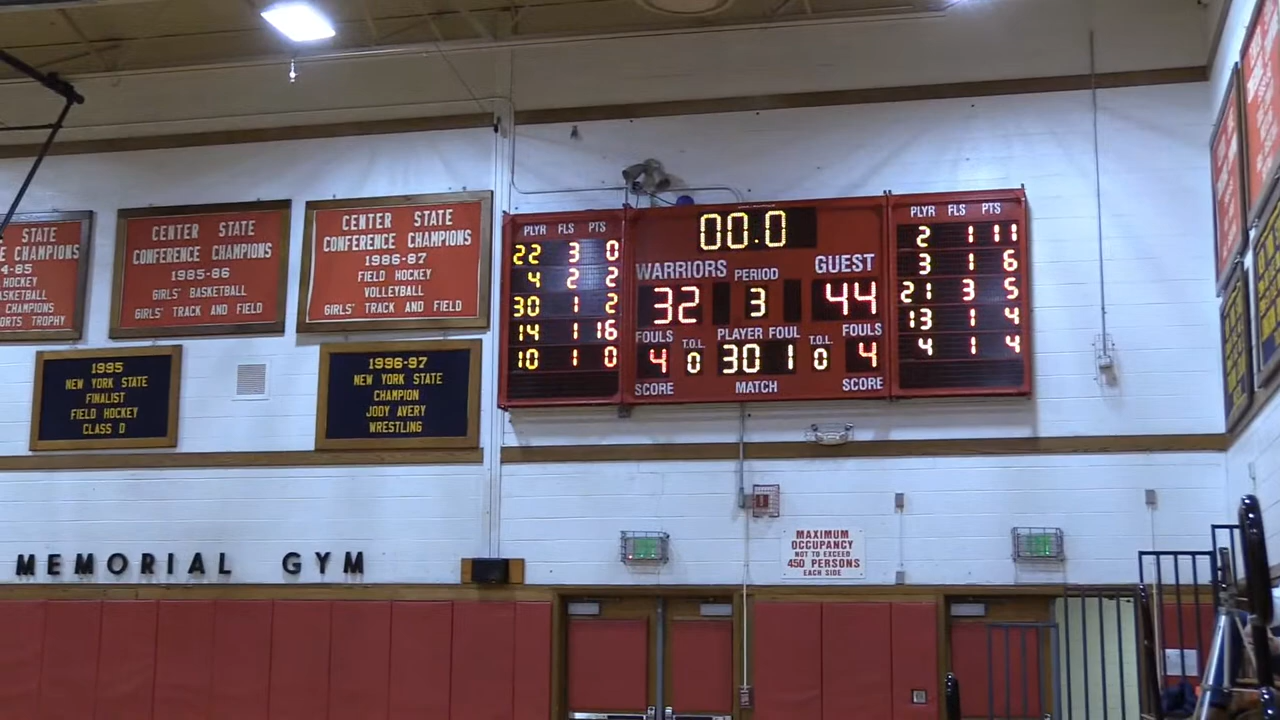 STATE
E CHAMPIONS
4-85
HOCKEY
ASKETBALL
CHAMPIONS
ORTS TROPHY
CENTER STATE
CONFERENCE CHAMPIONS
1985-86
GIRLS' BASKETBALL
GIRLS' TRACK AND FIELD
CENTER STATE
CONFERENCE CHAMPIONS
1986-87
FIELD HOCKEY
VOLLEYBALL
GIRLS' TRACK AND FIELD
1995
NEW YORK STATE
FINALIST
FIELD HOCKEY
CLASS D
1996-97
NEW YORK STATE
CHAMPION
JODY AVERY
WRESTLING
PLYR FLS PTS
22 3 0
4 2 2
30 1 2
14 1 16
10 1 0
00.0
WARRIORS PERIOD GUEST
32 3 44
FOULS T.O.L. PLAYER FOUL T.O.L. FOULS
4 0 30 1 0 4
SCORE MATCH SCORE
PLYR FLS PTS
2 1 11
3 1 6
21 3 5
13 1 4
4 1 4
MAXIMUM
OCCUPANCY
NOT TO EXCEED
450 PERSONS
EACH SIDE
MEMORIAL GYM